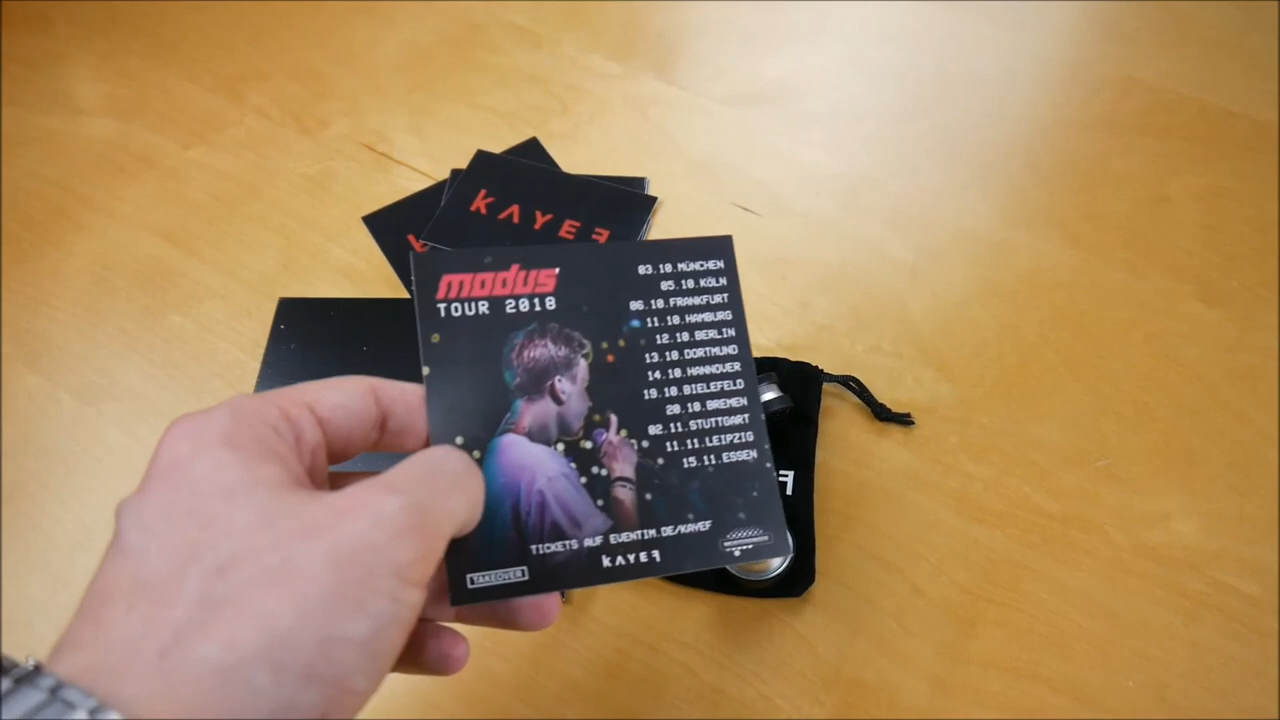 KAYEF
modus
TOUR 2018
03.10.MÜNCHEN
05.10.KÖLN
06.10.FRANKFURT
11.10.HAMBURG
12.10.BERLIN
13.10.DORTMUND
14.10.HANNOVER
19.10.BIELEFELD
20.10.BREMEN
02.11.STUTTGART
11.11.LEIPZIG
15.11.ESSEN
TICKETS AUF EVENTIM.DE/KAYEF
KAYEF
TAKEOVER